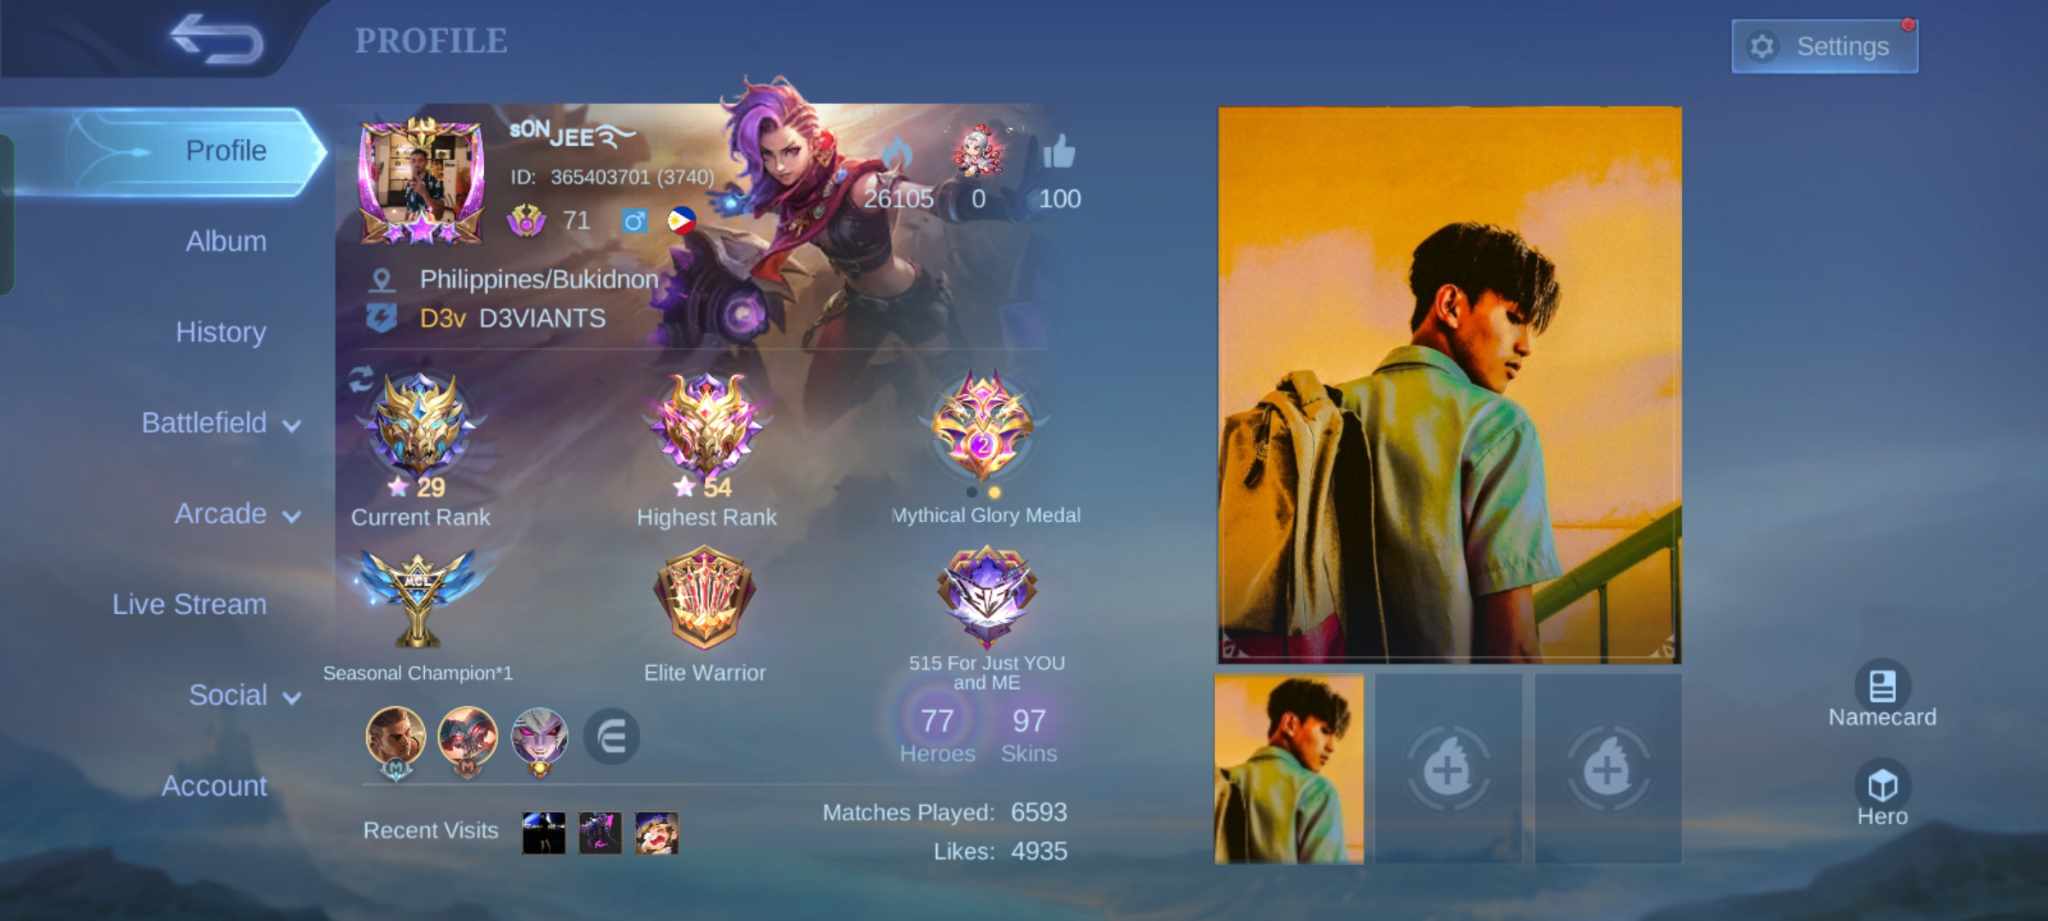 PROFILE
Settings
Profile
Album
History
Battlefield
Arcade
Live Stream
Social
Account
sON JEE
ID: 365403701 (3740)
71
26105
0
100
Philippines/Bukidnon
D3v D3VIANTS
29
Current Rank
54
Highest Rank
2
Mythical Glory Medal
MCL
Seasonal Champion*1
Elite Warrior
515
515 For Just YOU
and ME
M
M
77
Heroes
97
Skins
Recent Visits
Matches Played: 6593
Likes: 4935
Namecard
Hero